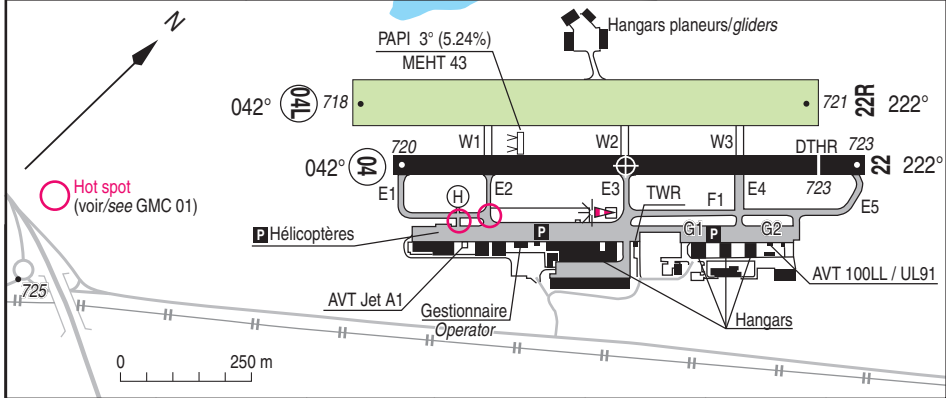 N
Hangars planeurs/gliders
PAPI 3° (5.24%)
MEHT 43
042° 04L 718
721 22R 222°
W1 W2 W3
DTHR 723
042° 04 720
22 222°
723
Hot spot
(voir/see GMC 01)
E1 H E2 E3 TWR F1 E4 E5
P Hélicoptères
P
G1 P G2
725
AVT Jet A1
Gestionnaire
Operator
AVT 100LL / UL91
Hangars
0 250 m